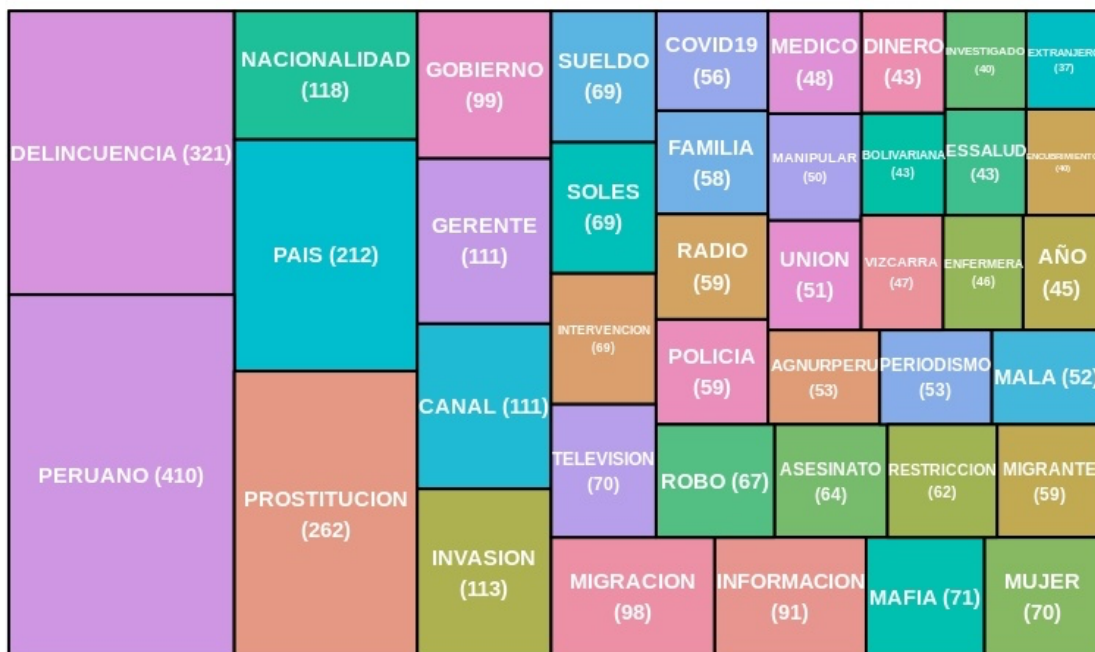 DELINCUENCIA (321)
PERUANO (410)
NACIONALIDAD
(118)
PAIS (212)
PROSTITUCION
(262)
GOBIERNO
(99)
GERENTE
(111)
CANAL (111)
INVASION
(113)
SUELDO
(69)
SOLES
(69)
INTERVENCION
(69)
TELEVISION
(70)
COVID19
(56)
FAMILIA
(58)
RADIO
(59)
POLICIA
(59)
MEDICO
(48)
MANIPULAR
(50)
UNION
(51)
DINERO
(43)
BOLIVARIANA
(43)
VIZCARRA
(47)
INVESTIGADO
(40)
ESSALUD
(43)
ENFERMERA
(46)
EXTRANJERO
(37)
ENCUBRIMIENTO
(40)
AÑO
(45)
AGNURPERU
(53)
PERIODISMO
(53)
MALA (52)
ROBO (67)
ASESINATO
(64)
RESTRICCION
(62)
MIGRANTE
(59)
MIGRACION
(98)
INFORMACION
(91)
MAFIA (71)
MUJER
(70)